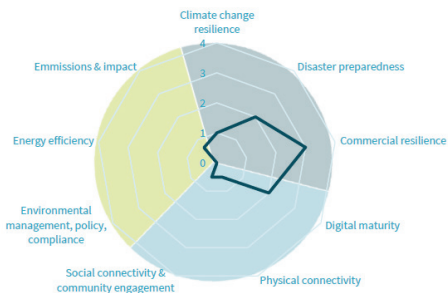 Climate change
resilience
4
3
2
1
0
Emmissions & impact
Disaster preparedness
Energy efficiency
Commercial resilience
Environmental
management, policy,
compliance
Digital maturity
Social connectivity &
community engagement
Physical connectivity